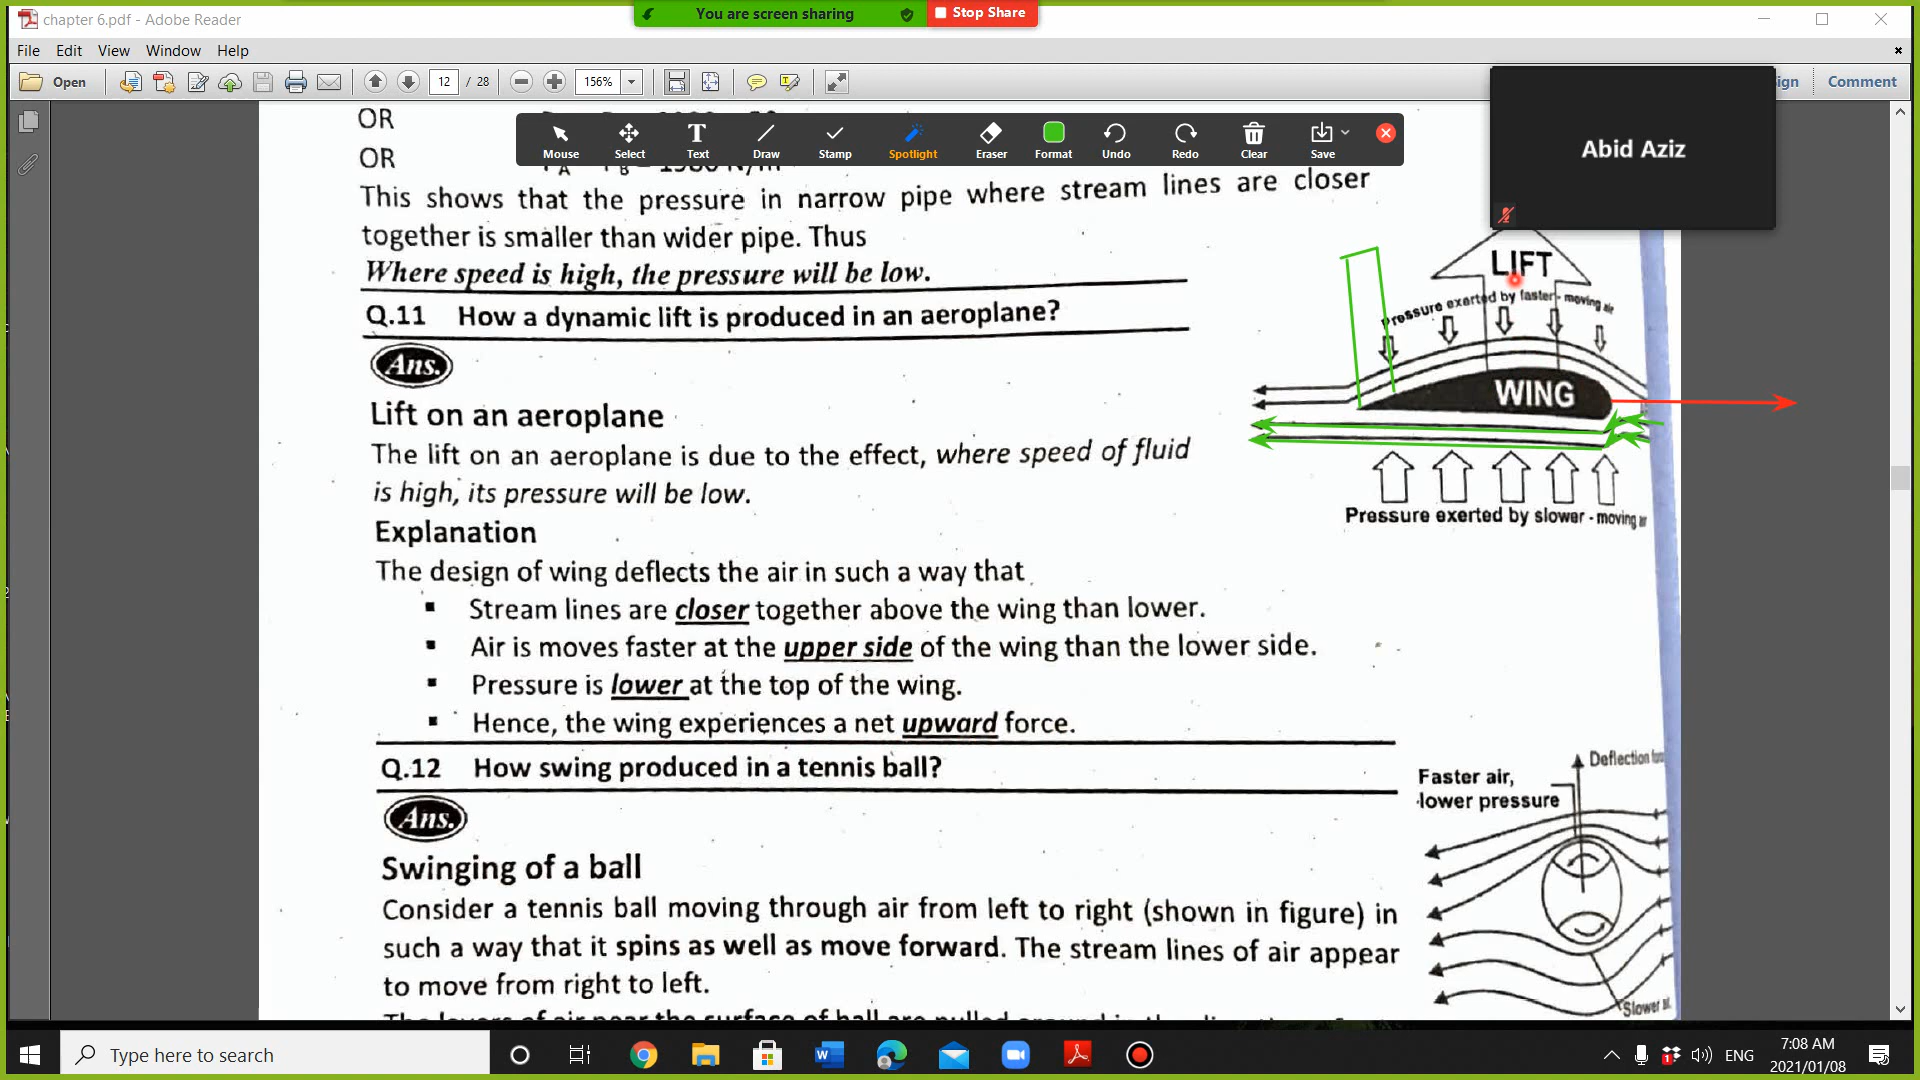 You are screen sharing
Stop Share
chapter 6.pdf - Adobe Reader
File Edit View Window Help
Open 12 / 28 156% Comment
Mouse Select Text Draw Stamp Spotlight Eraser Format Undo Redo Clear Save
Abid Aziz
OR
OR
This shows that the pressure in narrow pipe where stream lines are closer
together is smaller than wider pipe. Thus
Where speed is high, the pressure will be low.
Q.11 How a dynamic lift is produced in an aeroplane?
Ans.
Lift on an aeroplane
The lift on an aeroplane is due to the effect, where speed of fluid
is high, its pressure will be low.
Explanation
The design of wing deflects the air in such a way that
▪ Stream lines are closer together above the wing than lower.
▪ Air is moves faster at the upper side of the wing than the lower side.
▪ Pressure is lower at the top of the wing.
▪ Hence, the wing experiences a net upward force.
LIFT
Pressure exerted by faster - moving air
WING
Pressure exerted by slower - moving air
Q.12 How swing produced in a tennis ball?
Ans.
Swinging of a ball
Consider a tennis ball moving through air from left to right (shown in figure) in
such a way that it spins as well as move forward. The stream lines of air appear
to move from right to left.
Deflection
Faster air,
lower pressure
Slower
Type here to search
ENG
7:08 AM
2021/01/08